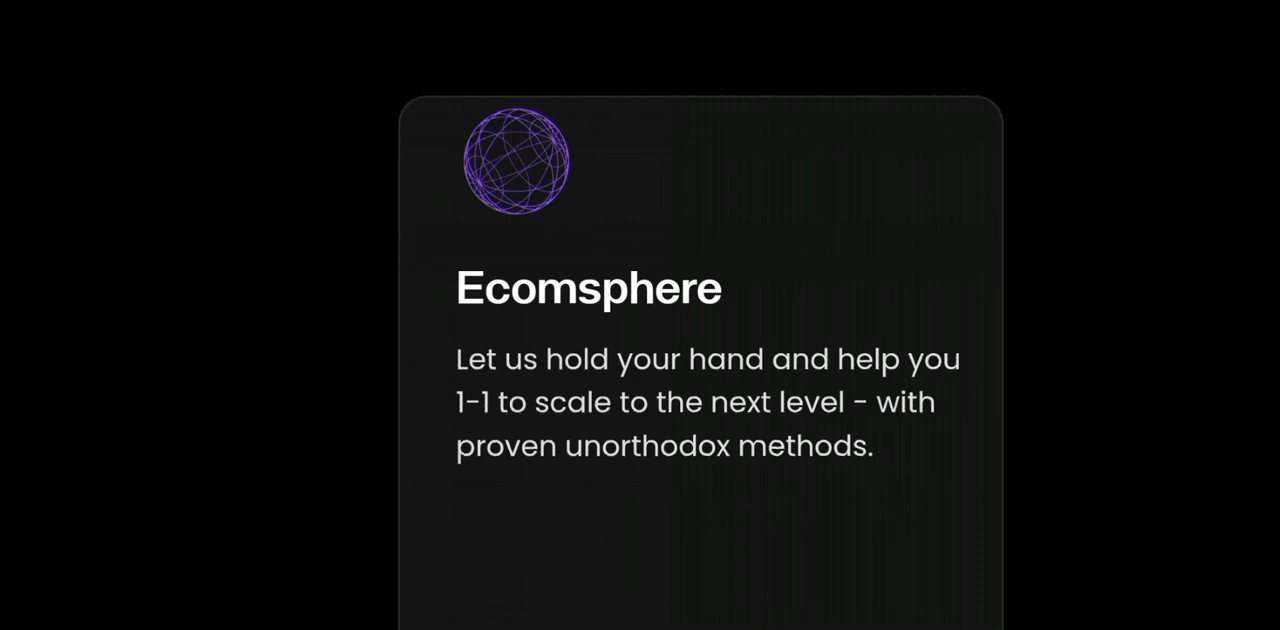 Ecomsphere
Let us hold your hand and help you
1-1 to scale to the next level - with
proven unorthodox methods.